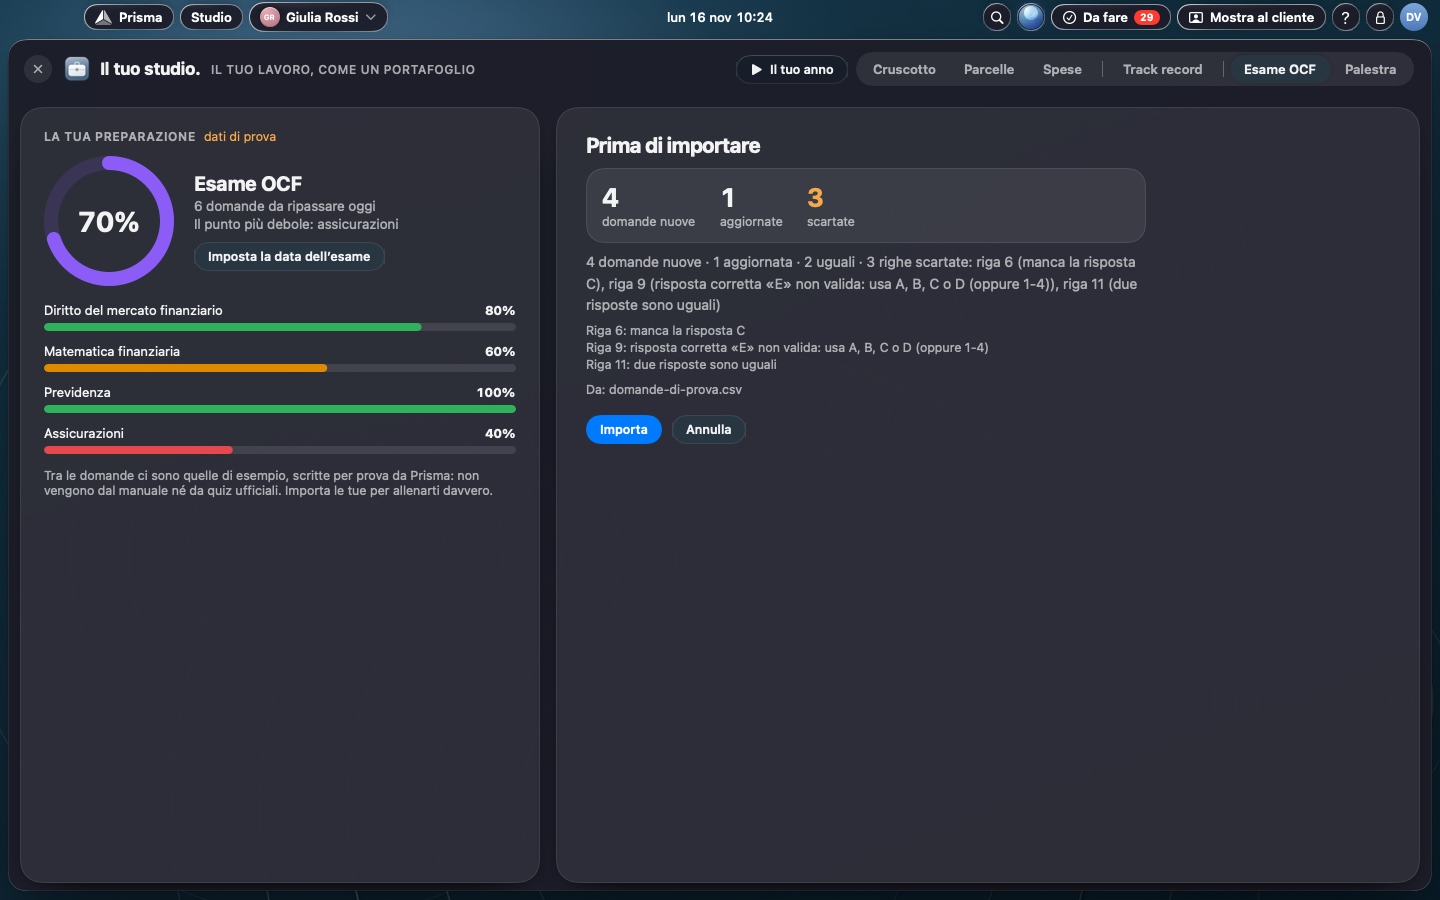 Prisma
Studio
GR
Giulia Rossi
lun 16 nov 10:24
Da fare 29
Mostra al cliente
?
DV
Il tuo studio.
IL TUO LAVORO, COME UN PORTAFOGLIO
Il tuo anno
Cruscotto
Parcelle
Spese
Track record
Esame OCF
Palestra
LA TUA PREPARAZIONE dati di prova
70%
Esame OCF
6 domande da ripassare oggi
Il punto più debole: assicurazioni
Imposta la data dell'esame
Diritto del mercato finanziario 80%
Matematica finanziaria 60%
Previdenza 100%
Assicurazioni 40%
Tra le domande ci sono quelle di esempio, scritte per prova da Prisma: non
vengono dal manuale né da quiz ufficiali. Importa le tue per allenarti davvero.
Prima di importare
4 1 3
domande nuove aggiornate scartate
4 domande nuove · 1 aggiornata · 2 uguali · 3 righe scartate: riga 6 (manca la risposta
C), riga 9 (risposta corretta «E» non valida: usa A, B, C o D (oppure 1-4)), riga 11 (due
risposte sono uguali)
Riga 6: manca la risposta C
Riga 9: risposta corretta «E» non valida: usa A, B, C o D (oppure 1-4)
Riga 11: due risposte sono uguali
Da: domande-di-prova.csv
Importa
Annulla